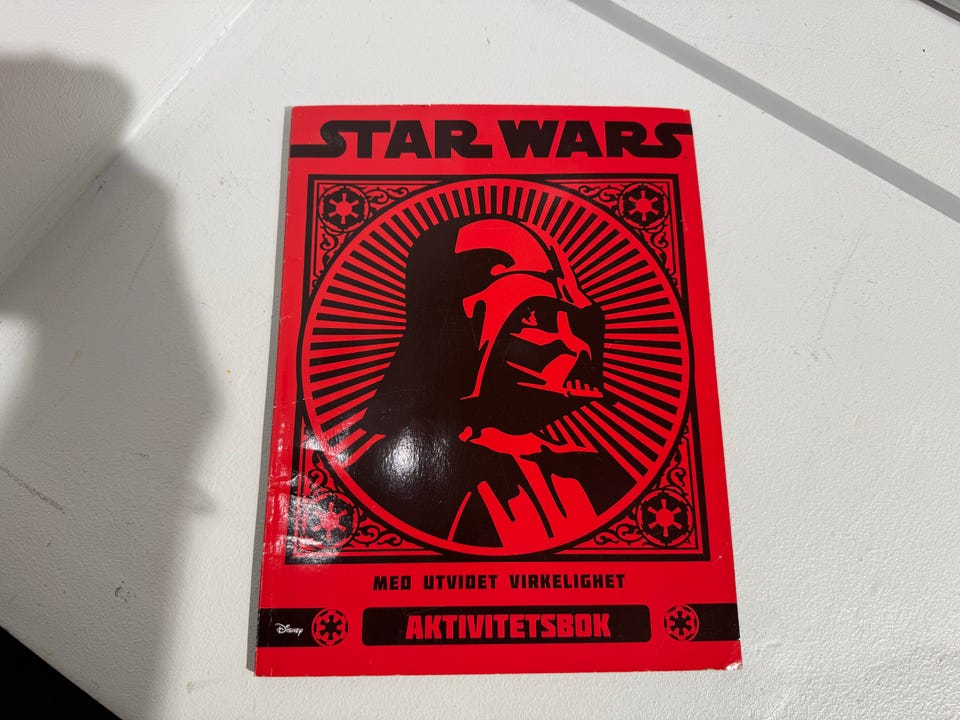 STAR WARS
MED UTVIDET VIRKELIGHET
Disney
AKTIVITETSBOK